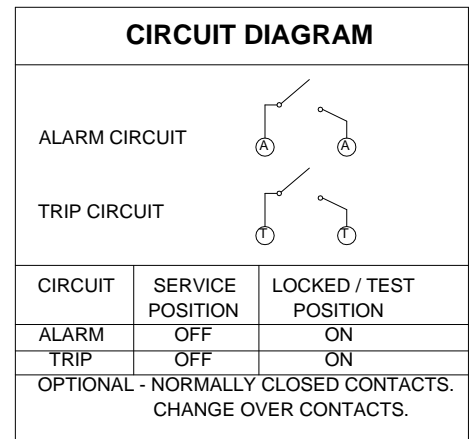 CIRCUIT DIAGRAM
ALARM CIRCUIT
A A
TRIP CIRCUIT
T T
CIRCUIT SERVICE POSITION LOCKED / TEST POSITION
ALARM OFF ON
TRIP OFF ON
OPTIONAL - NORMALLY CLOSED CONTACTS.
CHANGE OVER CONTACTS.